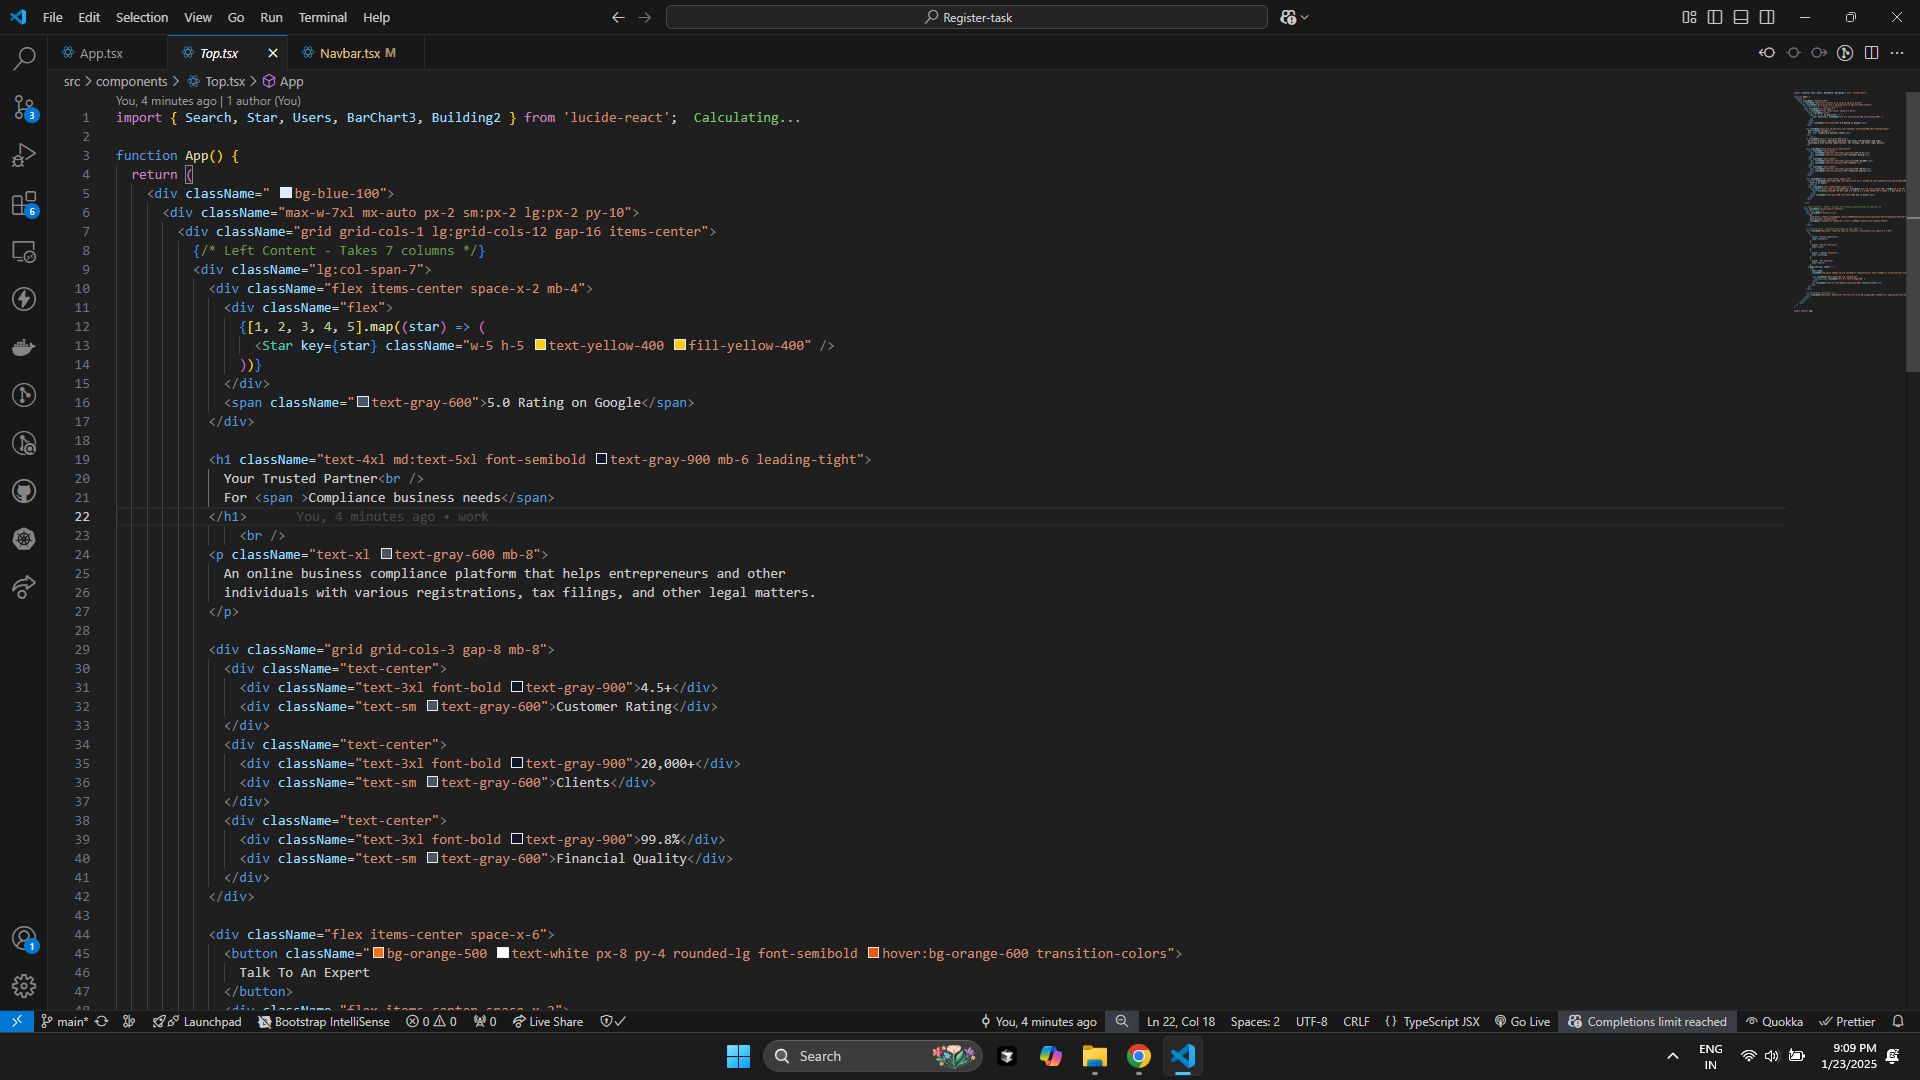 File Edit Selection View Go Run Terminal Help
Register-task
App.tsx
Top.tsx
Navbar.tsx M
src > components > Top.tsx > App
You, 4 minutes ago | 1 author (You)
1 import { Search, Star, Users, BarChart3, Building2 } from 'lucide-react'; Calculating...
2
3 function App() {
4 return (
5 <div className=" bg-blue-100">
6 <div className="max-w-7xl mx-auto px-2 sm:px-2 lg:px-2 py-10">
7 <div className="grid grid-cols-1 lg:grid-cols-12 gap-16 items-center">
8 {/* Left Content - Takes 7 columns */}
9 <div className="lg:col-span-7">
10 <div className="flex items-center space-x-2 mb-4">
11 <div className="flex">
12 {[1, 2, 3, 4, 5].map((star) => (
13 <Star key={star} className="w-5 h-5 text-yellow-400 fill-yellow-400" />
14 ))}
15 </div>
16 <span className="text-gray-600">5.0 Rating on Google</span>
17 </div>
18
19 <h1 className="text-4xl md:text-5xl font-semibold text-gray-900 mb-6 leading-tight">
20 Your Trusted Partner<br />
21 For <span >Compliance business needs</span>
22 </h1> You, 4 minutes ago • work
23 <br />
24 <p className="text-xl text-gray-600 mb-8">
25 An online business compliance platform that helps entrepreneurs and other
26 individuals with various registrations, tax filings, and other legal matters.
27 </p>
28
29 <div className="grid grid-cols-3 gap-8 mb-8">
30 <div className="text-center">
31 <div className="text-3xl font-bold text-gray-900">4.5+</div>
32 <div className="text-sm text-gray-600">Customer Rating</div>
33 </div>
34 <div className="text-center">
35 <div className="text-3xl font-bold text-gray-900">20,000+</div>
36 <div className="text-sm text-gray-600">Clients</div>
37 </div>
38 <div className="text-center">
39 <div className="text-3xl font-bold text-gray-900">99.8%</div>
40 <div className="text-sm text-gray-600">Financial Quality</div>
41 </div>
42 </div>
43
44 <div className="flex items-center space-x-6">
45 <button className="bg-orange-500 text-white px-8 py-4 rounded-lg font-semibold hover:bg-orange-600 transition-colors">
46 Talk To An Expert
47 </button>
48 <div className="flex items-center space-x-2">
3
6
1
main* Launchpad Bootstrap IntelliSense 0 0 0 Live Share You, 4 minutes ago Ln 22, Col 18 Spaces: 2 UTF-8 CRLF {} TypeScript JSX Go Live Completions limit reached Quokka Prettier
Search
ENG
IN
9:09 PM
1/23/2025